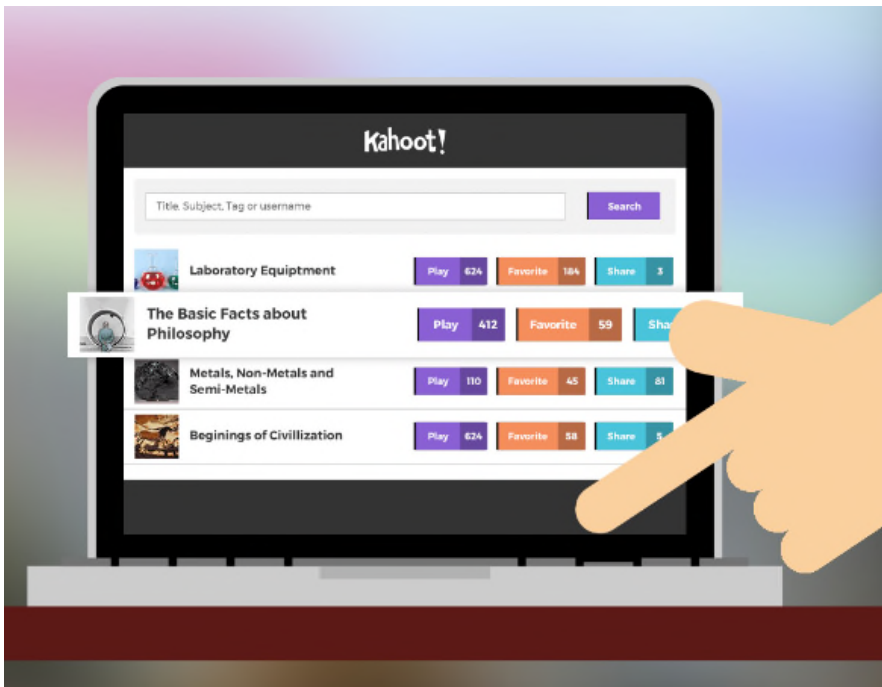 Kahoot!
Title, Subject, Tag or username
Search
Laboratory Equiptment
Play 624 Favorite 184 Share 3
The Basic Facts about
Philosophy
Play 412 Favorite 59 Sha
Metals, Non-Metals and
Semi-Metals
Play 110 Favorite 45 Share 81
Beginings of Civillization
Play 624 Favorite 58 Share 5